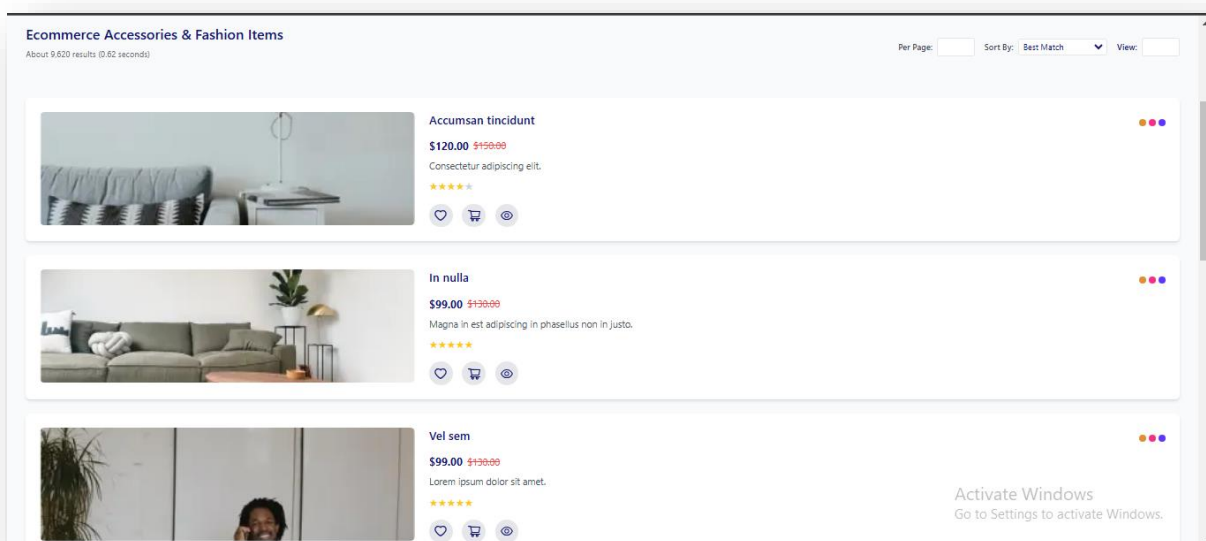 Ecommerce Accessories & Fashion Items
About 9,620 results (0.62 seconds)
Per Page: Sort By: Best Match View:
Accumsan tincidunt
$120.00 $150.00
Consectetur adipiscing elit.
In nulla
$99.00 $130.00
Magna in est adipiscing in phasellus non in justo.
Vel sem
$99.00 $130.00
Lorem ipsum dolor sit amet.
Activate Windows
Go to Settings to activate Windows.